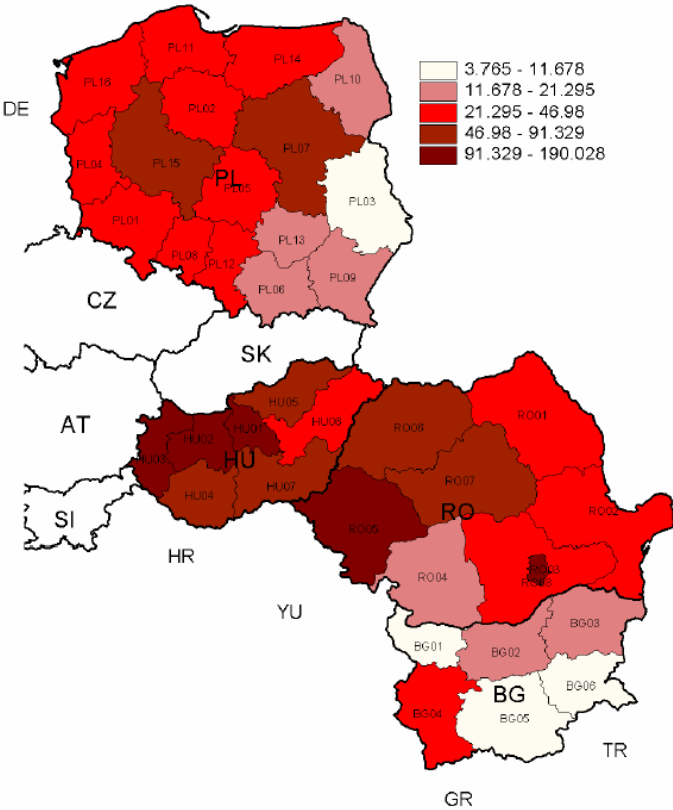 PL11
PL16
PL14
PL10
3.765 - 11.678
11.678 - 21.295
21.295 - 46.98
46.98 - 91.329
91.329 - 190.028
DE
PL02
PL04
PL15
PL07
PL
PL05
PL03
PL01
PL13
PL08
PL12
PL09
PL06
CZ
SK
AT
HU05
HU08
HU01
HU02
HU03
HU
HU04
HU07
RO01
RO06
RO07
RO
RO02
RO05
RO03
RO08
RO04
SI
HR
YU
BG01
BG02
BG03
BG
BG06
BG04
BG05
TR
GR